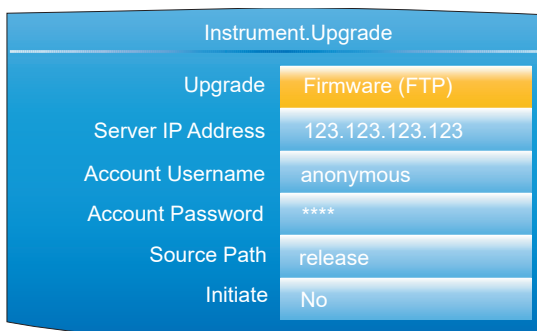 Instrument.Upgrade
Upgrade Firmware (FTP)
Server IP Address 123.123.123.123
Account Username anonymous
Account Password ****
Source Path release
Initiate No